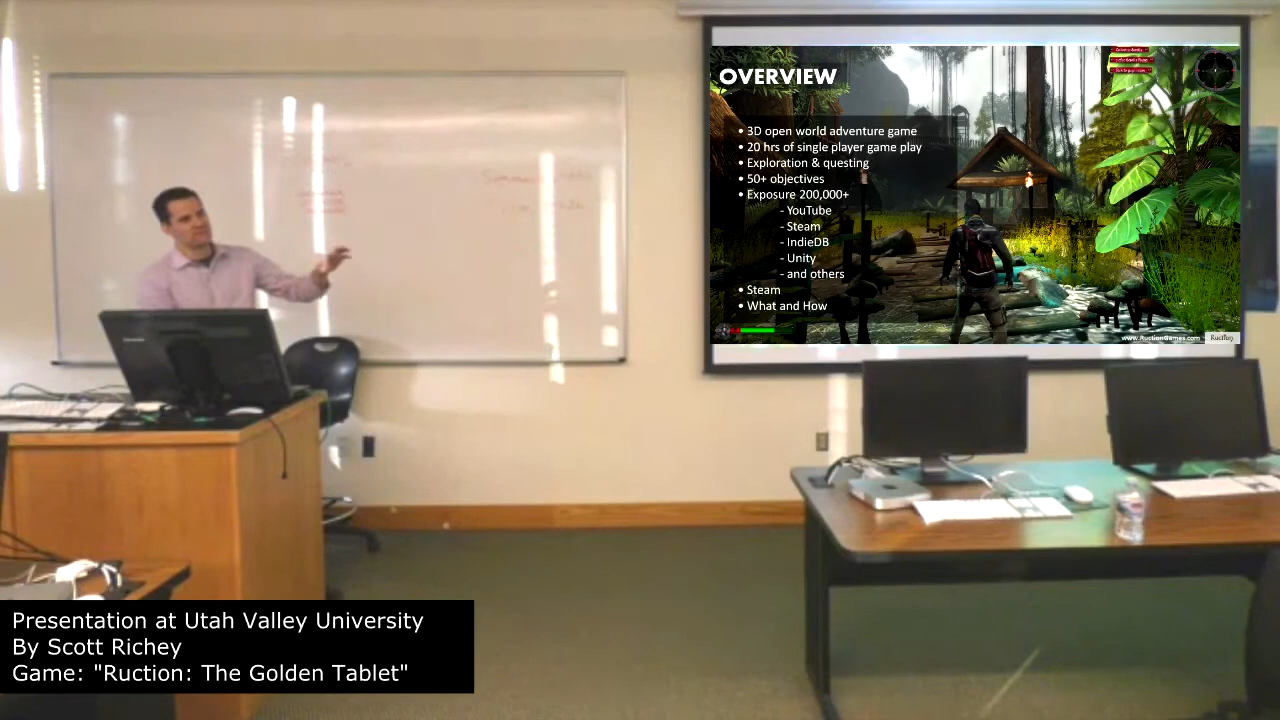 OVERVIEW
• 3D open world adventure game
• 20 hrs of single player game play
• Exploration & questing
• 50+ objectives
• Exposure 200,000+
- YouTube
- Steam
- IndieDB
- Unity
- and others
• Steam
• What and How
www.RuctionGames.com
Ruction
Presentation at Utah Valley University
By Scott Richey
Game: "Ruction: The Golden Tablet"